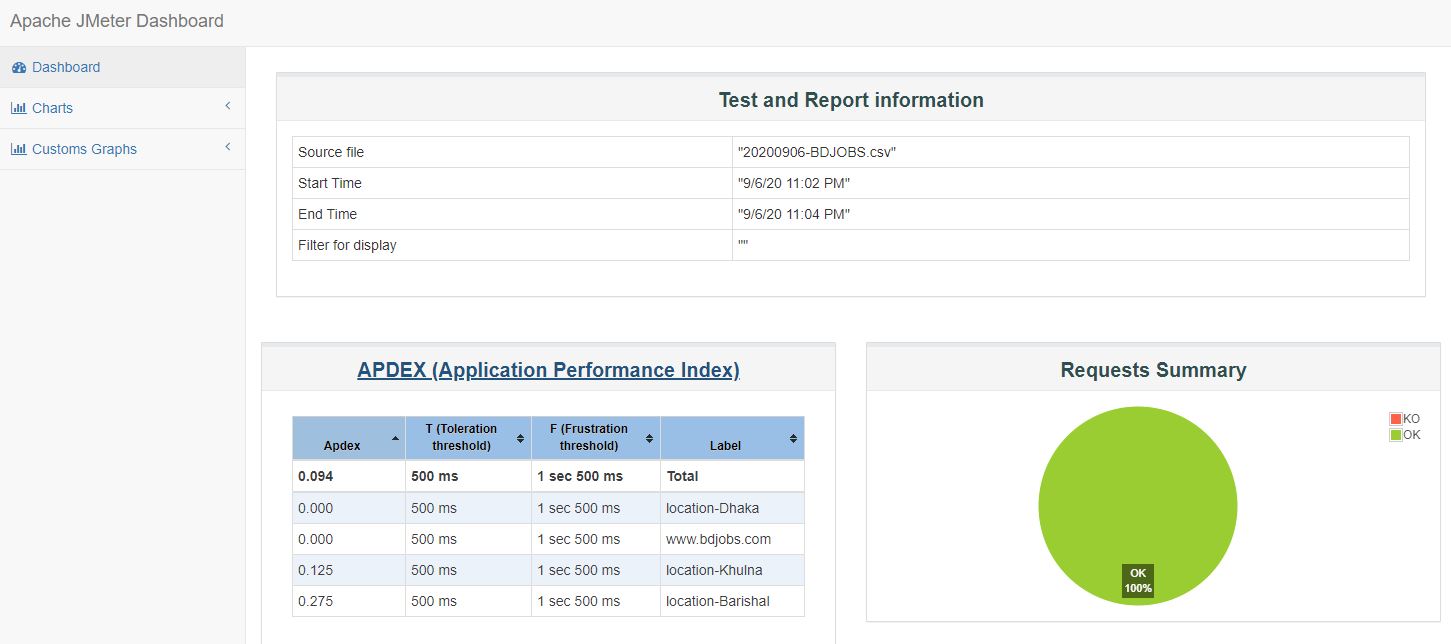 Apache JMeter Dashboard
Dashboard
Charts
Customs Graphs
Test and Report information
Source file "20200906-BDJOBS.csv"
Start Time "9/6/20 11:02 PM"
End Time "9/6/20 11:04 PM"
Filter for display ""
APDEX (Application Performance Index)
Apdex T (Toleration threshold) F (Frustration threshold) Label
0.094 500 ms 1 sec 500 ms Total
0.000 500 ms 1 sec 500 ms location-Dhaka
0.000 500 ms 1 sec 500 ms www.bdjobs.com
0.125 500 ms 1 sec 500 ms location-Khulna
0.275 500 ms 1 sec 500 ms location-Barishal
Requests Summary
KO
OK
OK
100%